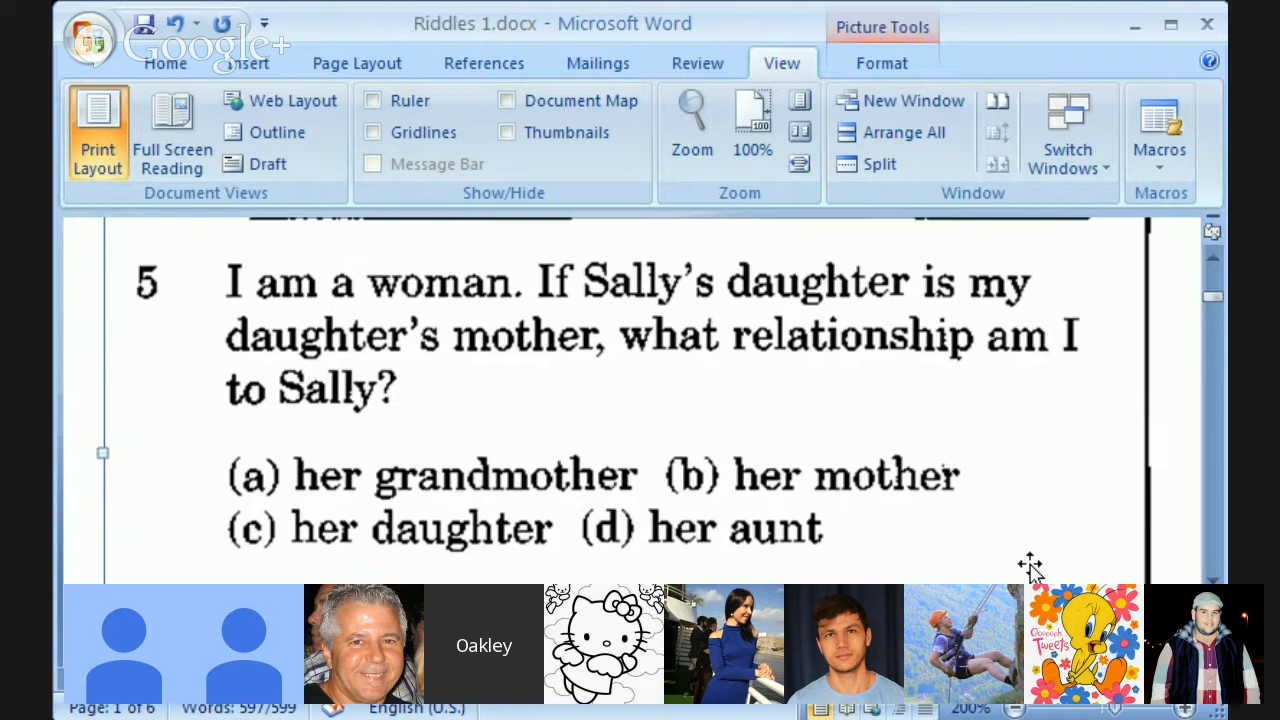 Riddles 1.docx - Microsoft Word
Picture Tools
Google+
Home
Insert
Page Layout
References
Mailings
Review
View
Format
Print Layout
Full Screen Reading
Web Layout
Outline
Draft
Document Views
Ruler
Gridlines
Message Bar
Document Map
Thumbnails
Show/Hide
Zoom
100
100%
Zoom
New Window
Arrange All
Split
Switch Windows
Window
Macros
Macros
5 I am a woman. If Sally's daughter is my
daughter's mother, what relationship am I
to Sally?
(a) her grandmother (b) her mother
(c) her daughter (d) her aunt
Oakley
Ooooooh, Tweets
Page: 1 of 6
Words: 597/599
English (U.S.)
200%